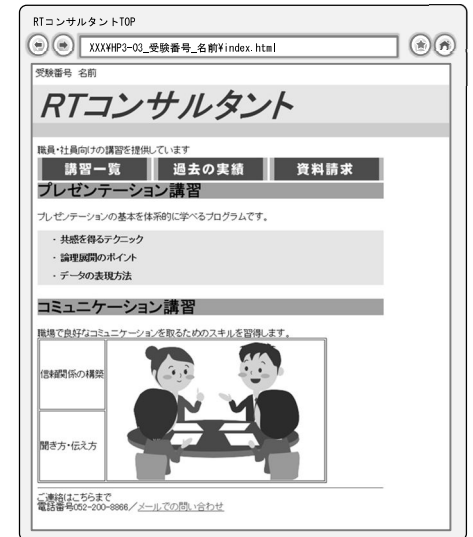 RTコンサルタントTOP
XXX¥HP3-03_受験番号_名前¥index.html
受験番号 名前
RTコンサルタント
職員・社員向けの講習を提供しています
講習一覧 過去の実績 資料請求
プレゼンテーション講習
プレゼンテーションの基本を体系的に学べるプログラムです。
・共感を得るテクニック
・論理展開のポイント
・データの表現方法
コミュニケーション講習
職場で良好なコミュニケーションを取るためのスキルを習得します。
信頼関係の構築
聞き方・伝え方
ご連絡はこちらまで
電話番号052-200-8866／メールでの問い合わせ